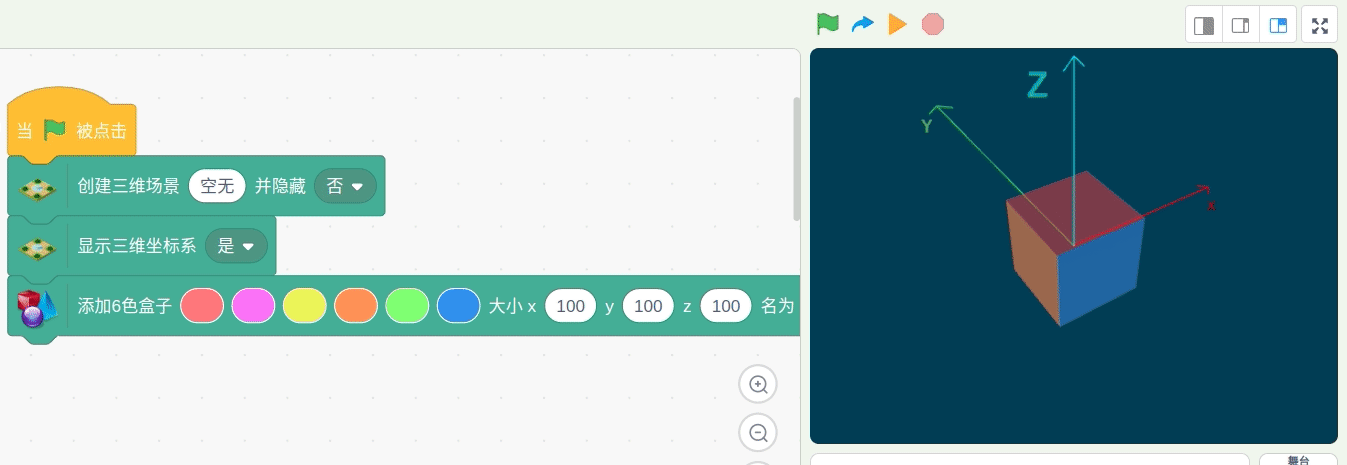 当 被点击
创建三维场景 空无 并隐藏 否
显示三维坐标系 是
添加6色盒子 大小 x 100 y 100 z 100 名为
Z
Y
x
舞台